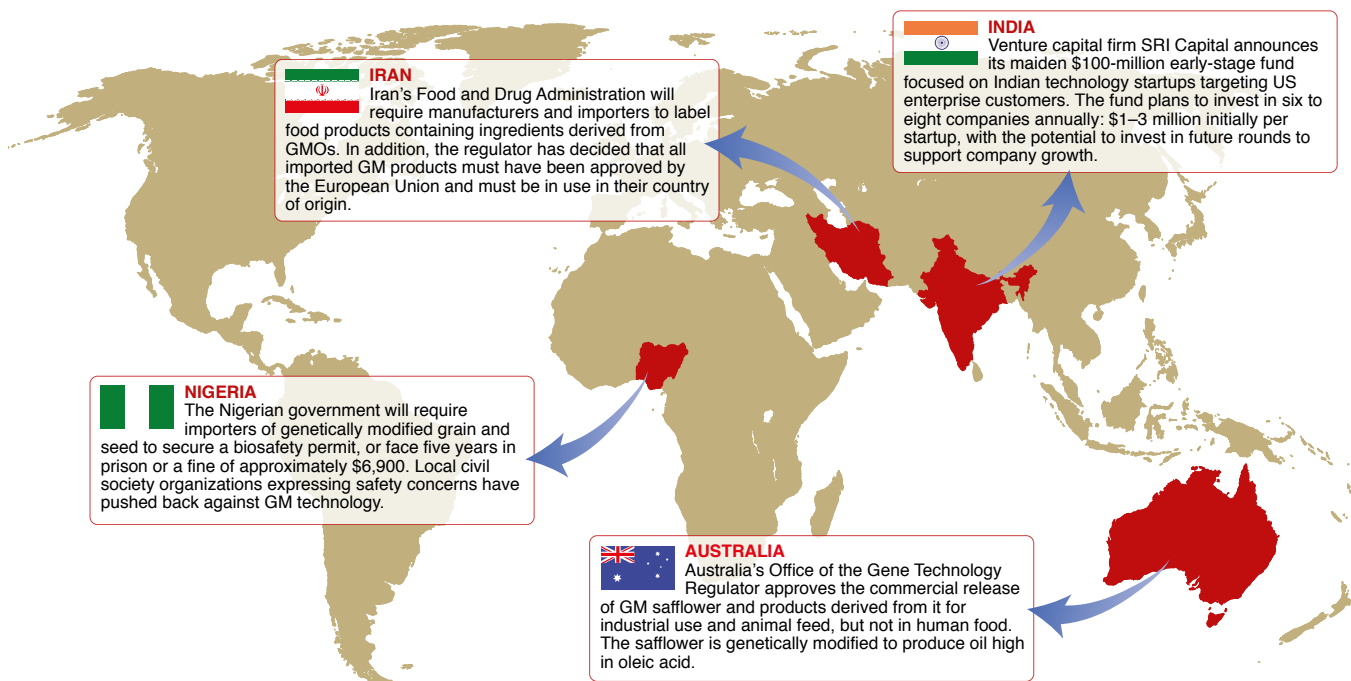 INDIA
Venture capital firm SRI Capital announces
its maiden $100-million early-stage fund
focused on Indian technology startups targeting US
enterprise customers. The fund plans to invest in six to
eight companies annually: $1–3 million initially per
startup, with the potential to invest in future rounds to
support company growth.
IRAN
Iran’s Food and Drug Administration will
require manufacturers and importers to label
food products containing ingredients derived from
GMOs. In addition, the regulator has decided that all
imported GM products must have been approved by
the European Union and must be in use in their country
of origin.
NIGERIA
The Nigerian government will require
importers of genetically modified grain and
seed to secure a biosafety permit, or face five years in
prison or a fine of approximately $6,900. Local civil
society organizations expressing safety concerns have
pushed back against GM technology.
AUSTRALIA
Australia’s Office of the Gene Technology
Regulator approves the commercial release
of GM safflower and products derived from it for
industrial use and animal feed, but not in human food.
The safflower is genetically modified to produce oil high
in oleic acid.